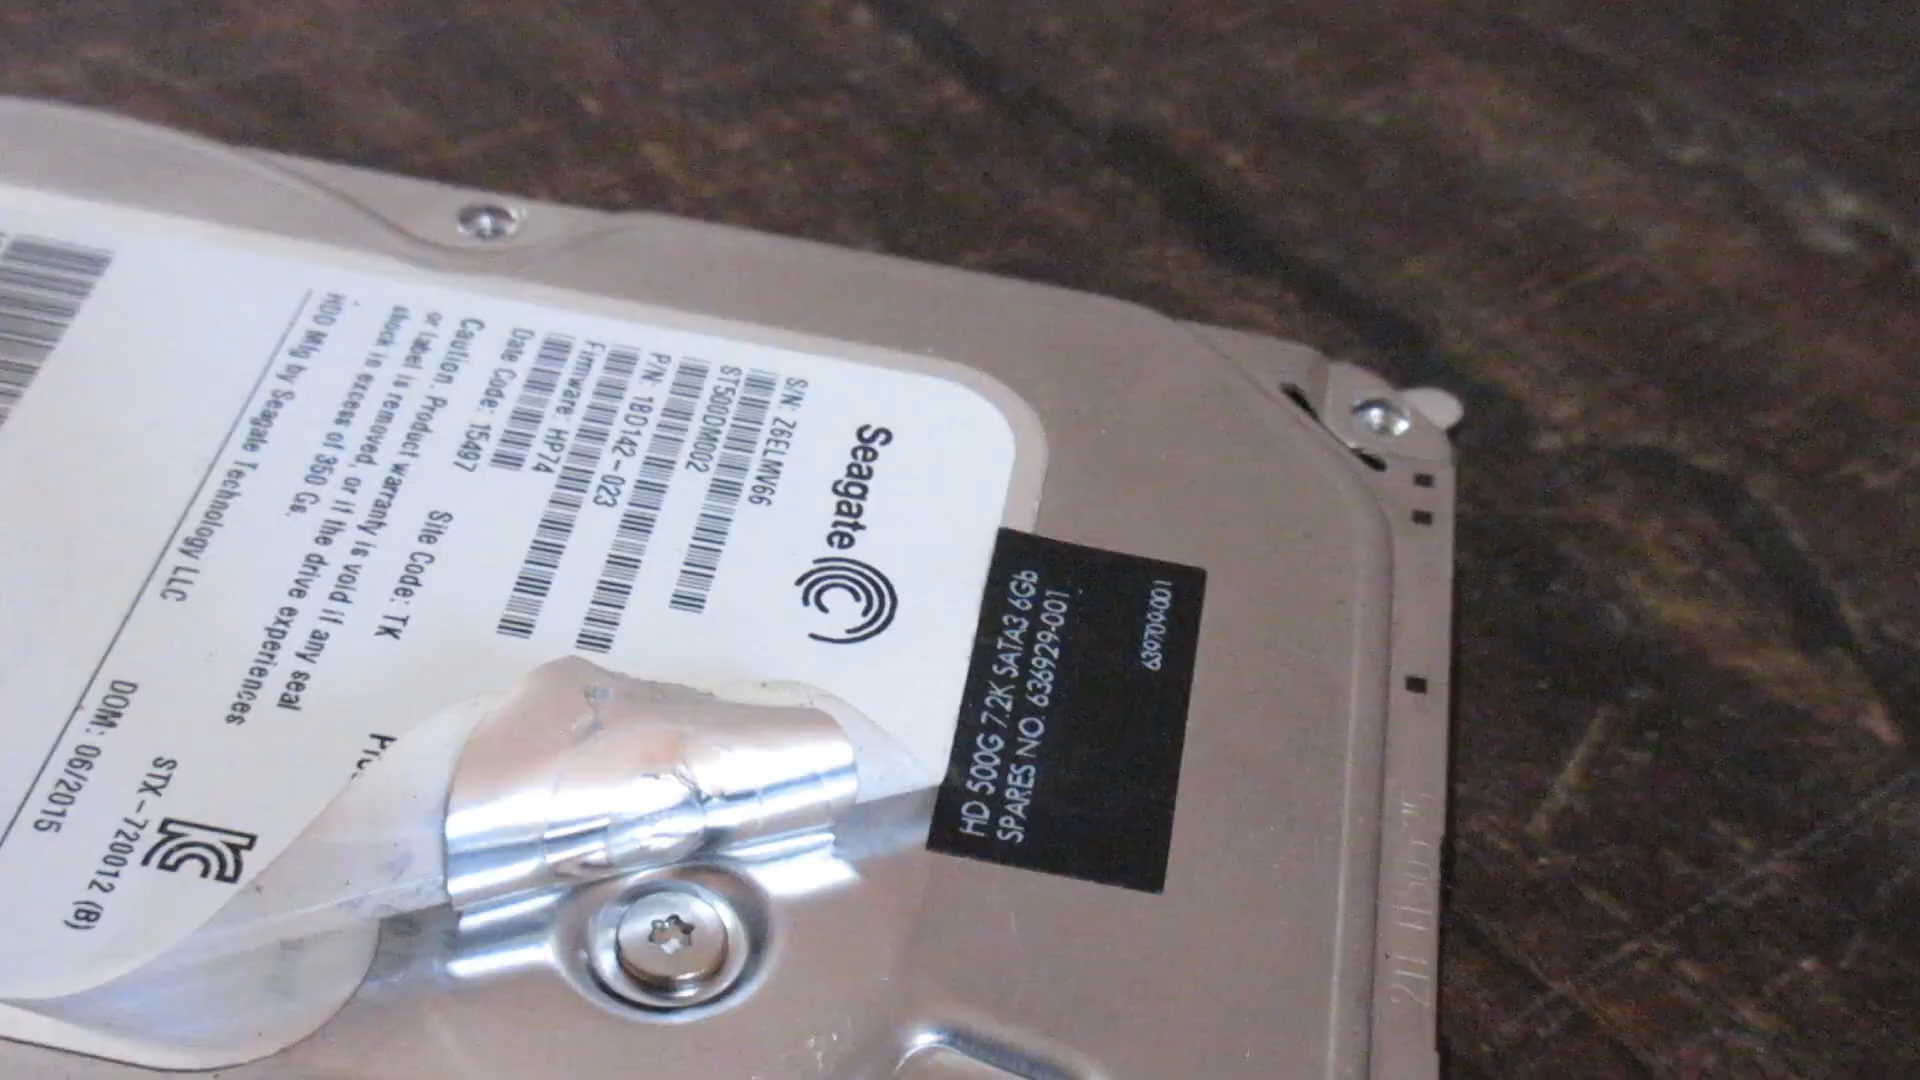 Seagate
S/N: Z6ELMV66
ST500DM002
P/N: 1BD142-023
Firmware: HP74
Date Code: 15497 Site Code: TK
Caution: Product warranty is void if any seal
or label is removed, or if the drive experiences
shock in excess of 350 Gs.
HDD Mfg by Seagate Technology LLC
STX-720012 (B)
DOM: 06/2015
HD 500G 7.2K SATA3 6Gb
SPARES NO. 636929-001
639709-001